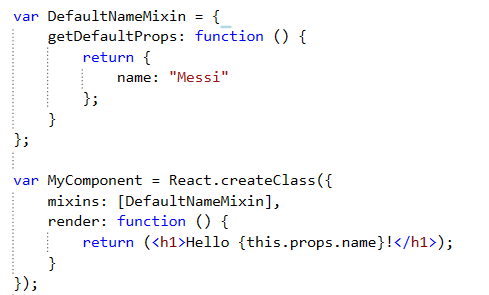 var DefaultNameMixin = {
    getDefaultProps: function () {
        return {
            name: "Messi"
        };
    }
};

var MyComponent = React.createClass({
    mixins: [DefaultNameMixin],
    render: function () {
        return (<h1>Hello {this.props.name}!</h1>);
    }
});